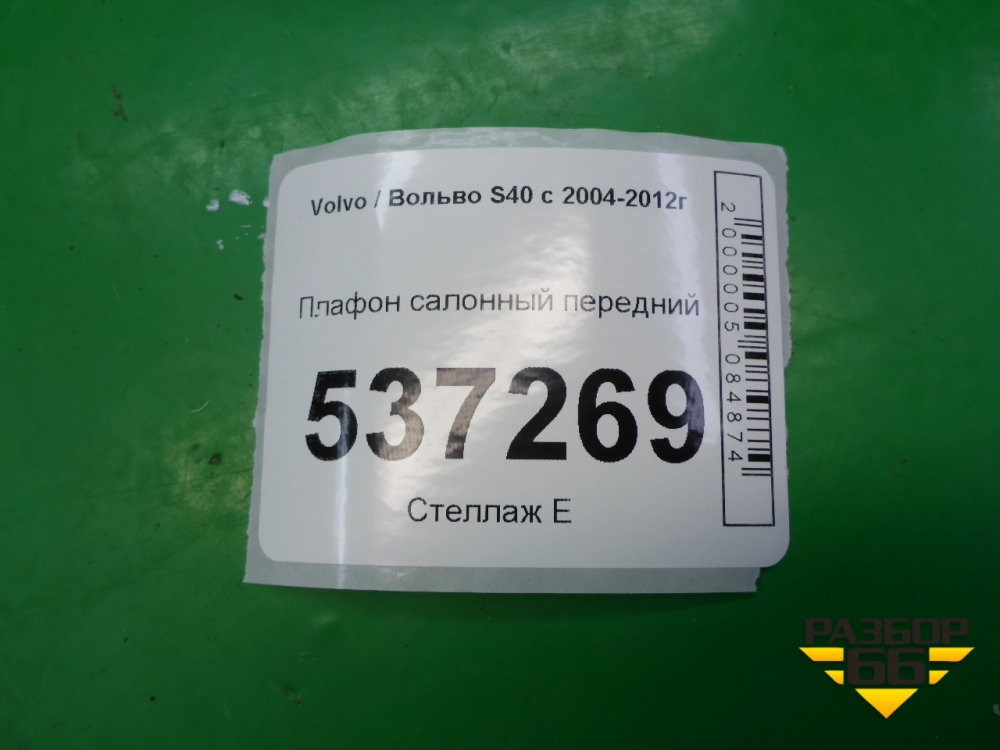 Volvo / Вольво S40 с 2004-2012г
Плафон салонный передний
537269
Стеллаж Е
2000005084874
РАЗБОР
66